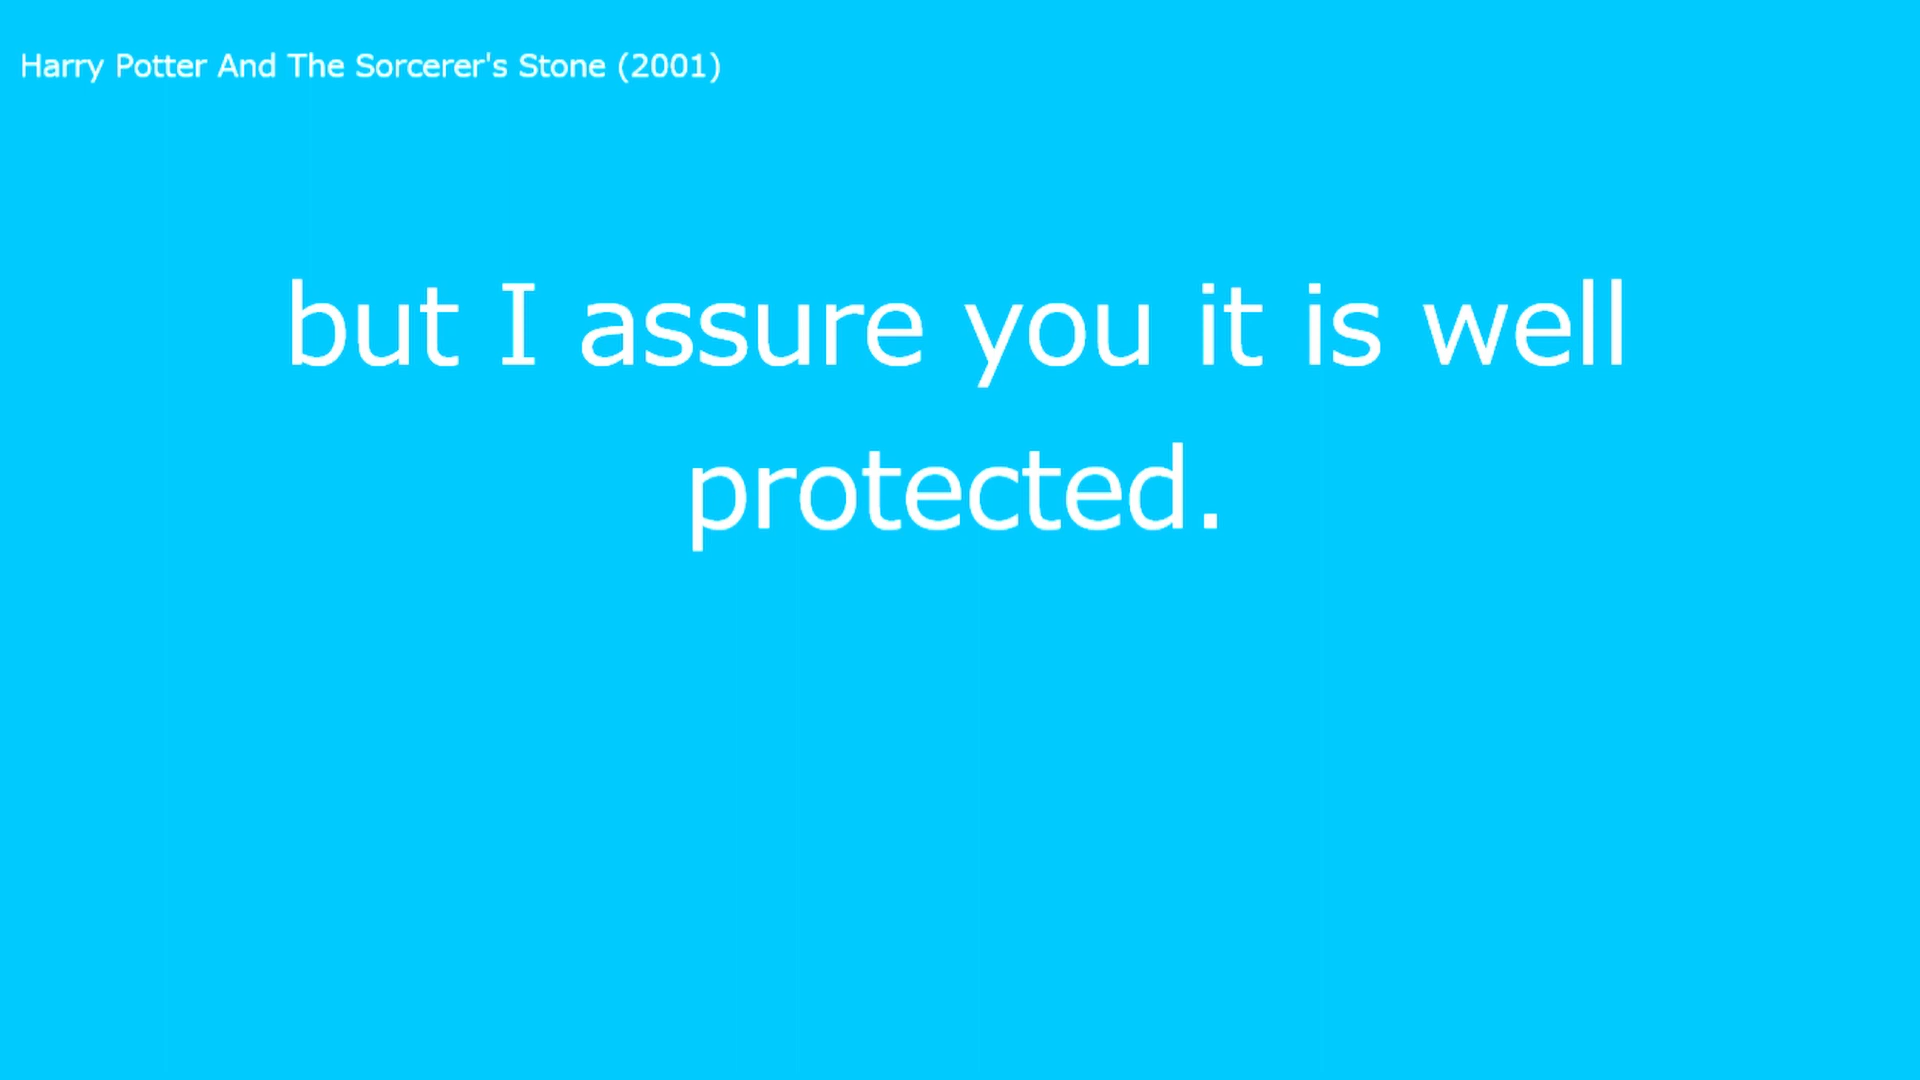 Harry Potter And The Sorcerer's Stone (2001)
but I assure you it is well
protected.